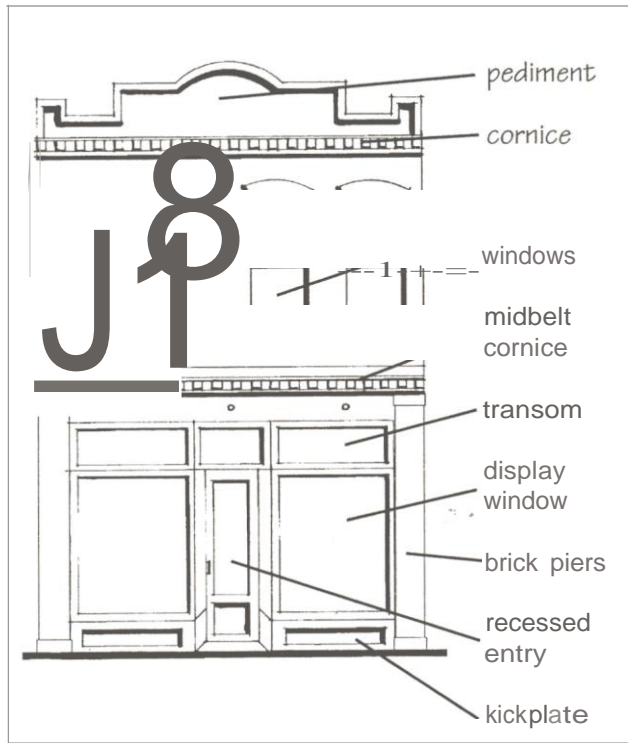 pediment
cornice
8
J1
windows
midbelt
cornice
transom
display
window
brick piers
recessed
entry
kickplate